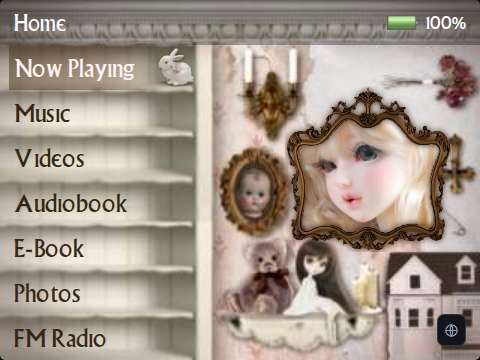 Home
100%
Now Playing
Music
Videos
Audiobook
E-Book
Photos
FM Radio